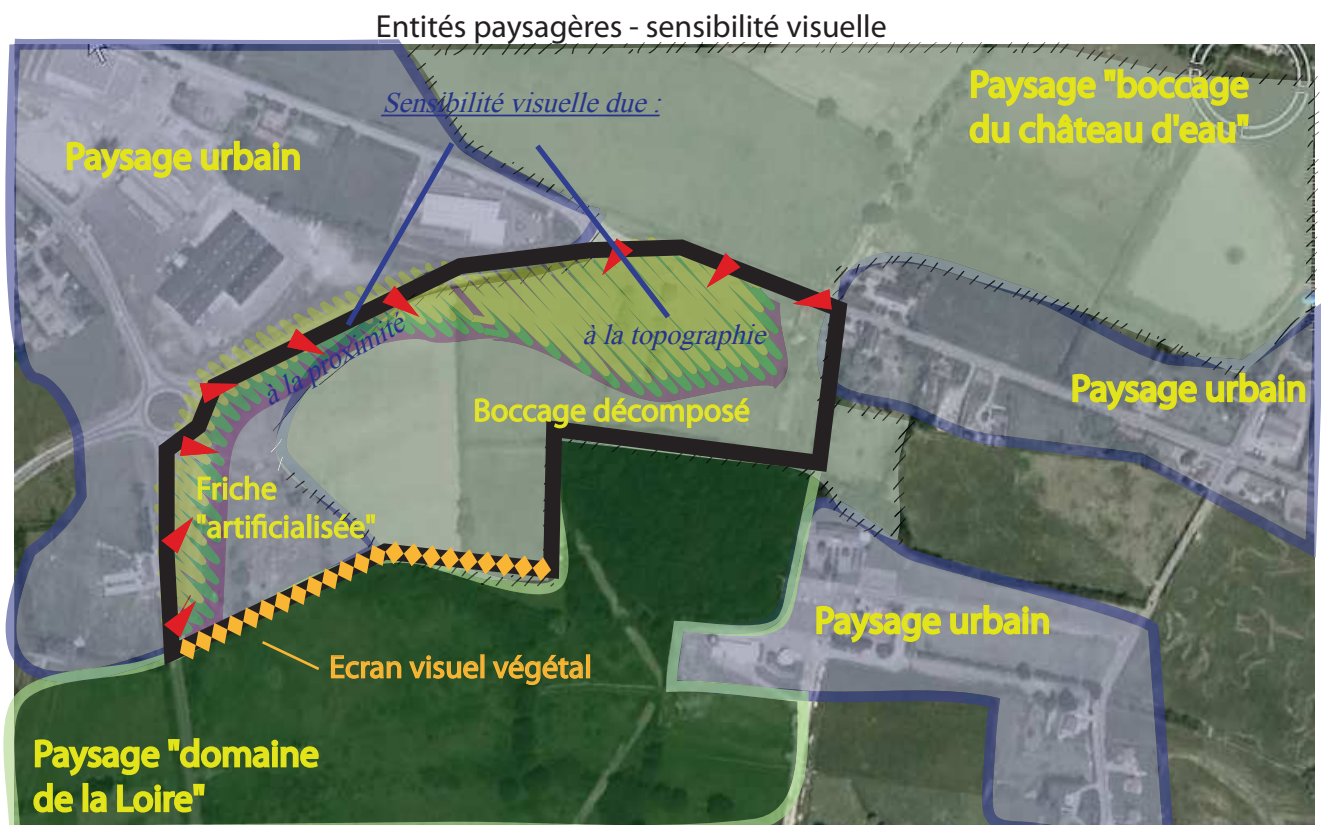 Entités paysagères - sensibilité visuelle
Paysage "boccage
du château d'eau"
Sensibilité visuelle due :
Paysage urbain
à la proximité
à la topographie
Paysage urbain
Boccage décomposé
Friche
"artificialisée"
Paysage urbain
Ecran visuel végétal
Paysage "domaine
de la Loire"